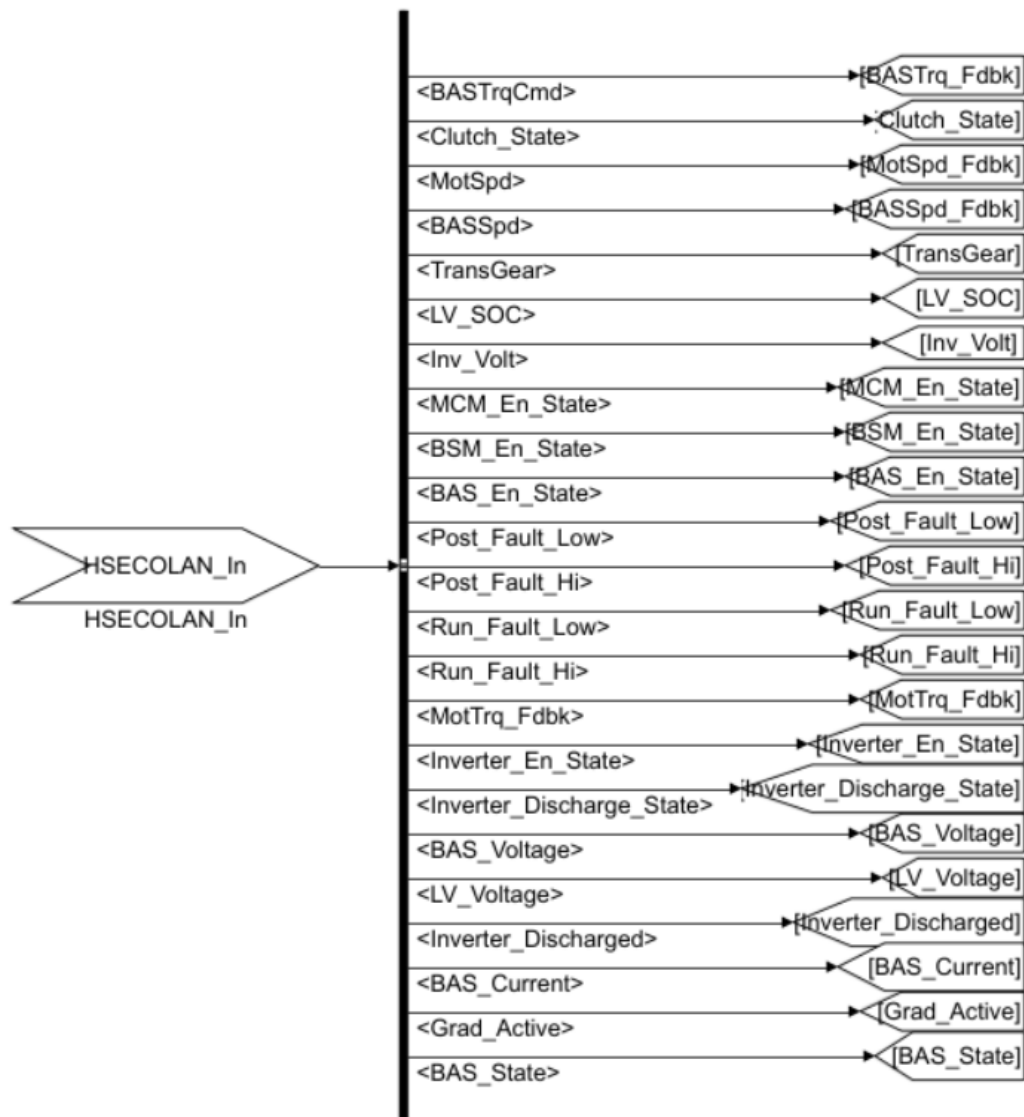 [BASTrq_Fdbk]
<BASTrqCmd>
[Clutch_State]
<Clutch_State>
[MotSpd_Fdbk]
<MotSpd>
[BASSpd_Fdbk]
<BASSpd>
[TransGear]
<TransGear>
[LV_SOC]
<LV_SOC>
[Inv_Volt]
<Inv_Volt>
[MCM_En_State]
<MCM_En_State>
[BSM_En_State]
<BSM_En_State>
[BAS_En_State]
<BAS_En_State>
[Post_Fault_Low]
<Post_Fault_Low>
HSECOLAN_In
[Post_Fault_Hi]
<Post_Fault_Hi>
[Run_Fault_Low]
HSECOLAN_In
<Run_Fault_Low>
[Run_Fault_Hi]
<Run_Fault_Hi>
[MotTrq_Fdbk]
<MotTrq_Fdbk>
[Inverter_En_State]
<Inverter_En_State>
[Inverter_Discharge_State]
<Inverter_Discharge_State>
[BAS_Voltage]
<BAS_Voltage>
[LV_Voltage]
<LV_Voltage>
[Inverter_Discharged]
<Inverter_Discharged>
[BAS_Current]
<BAS_Current>
[Grad_Active]
<Grad_Active>
[BAS_State]
<BAS_State>